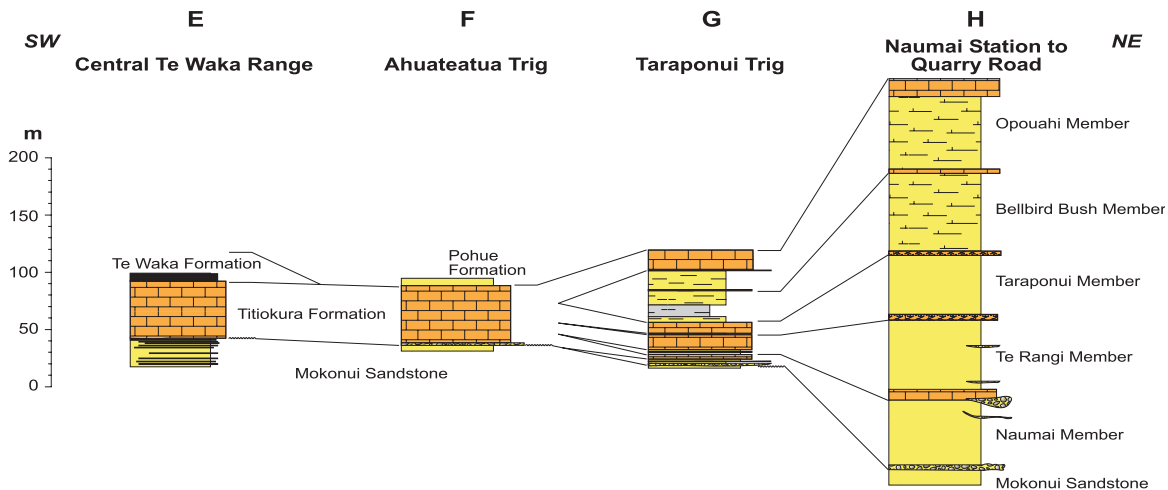 E F G H
SW NE
Central Te Waka Range Ahuateatua Trig Taraponui Trig Naumai Station to
Quarry Road
m
200
150
100
50
0
Te Waka Formation
Titiokura Formation
Mokonui Sandstone
Pohue
Formation
Opouahi Member
Bellbird Bush Member
Taraponui Member
Te Rangi Member
Naumai Member
Mokonui Sandstone